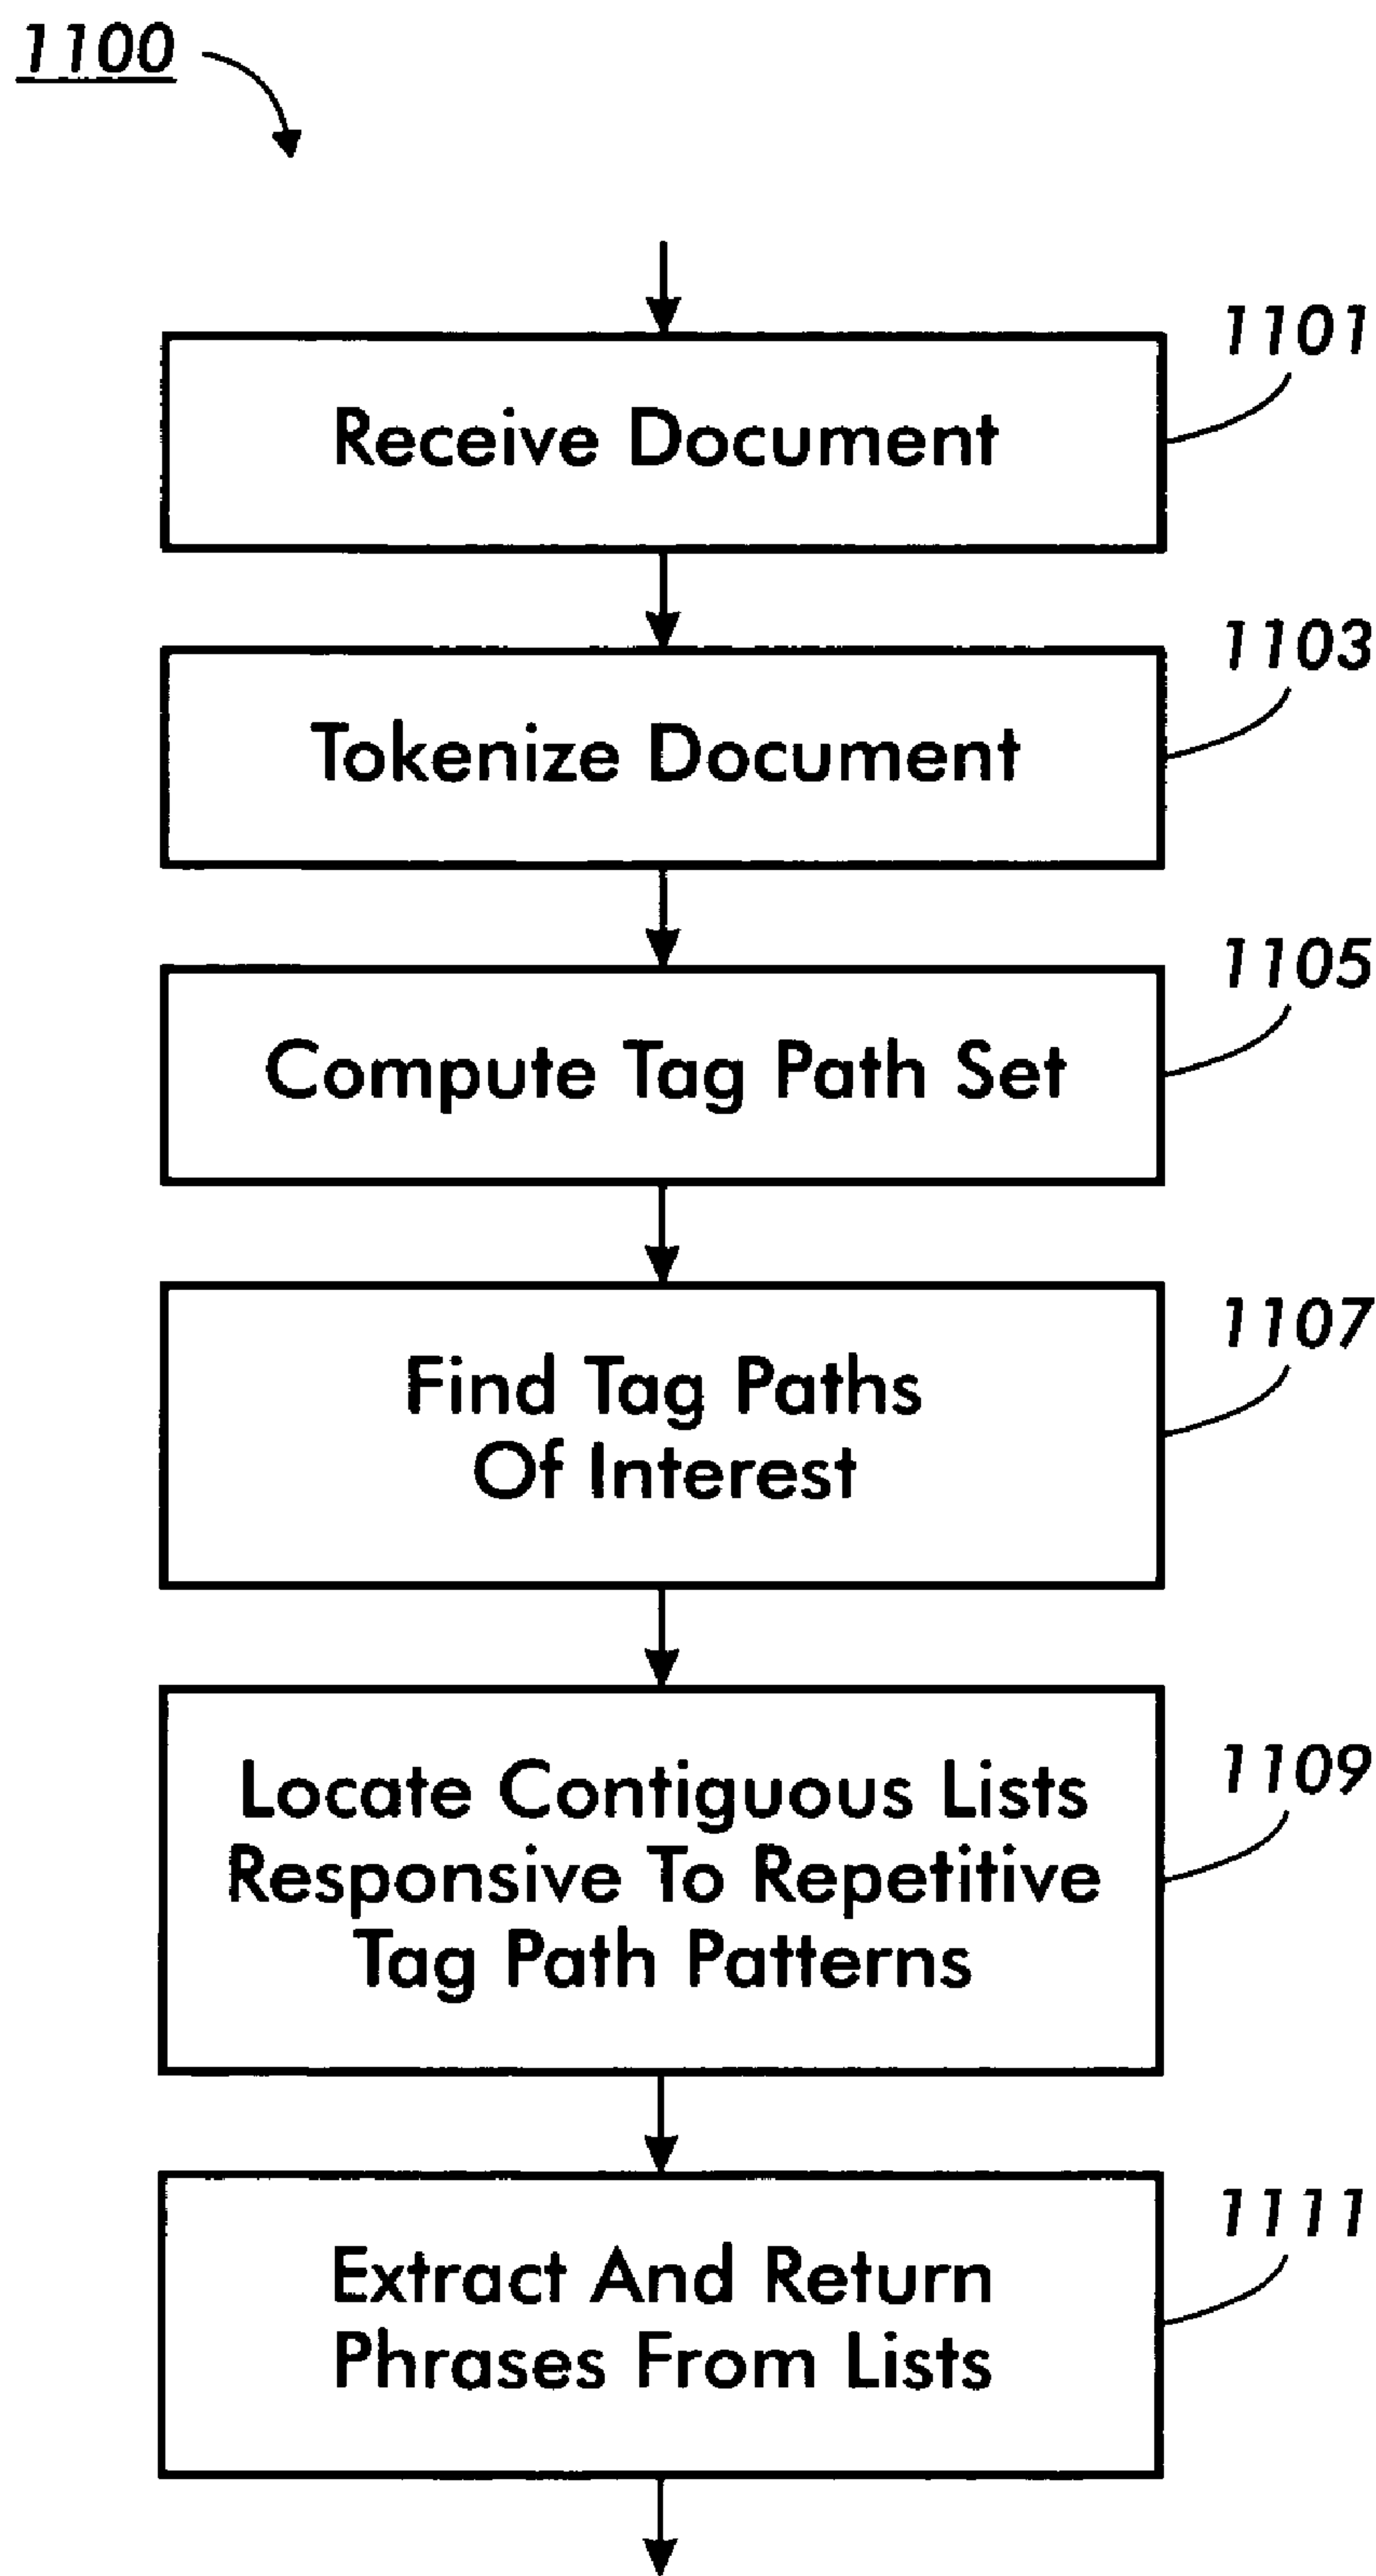 1100
1101
Receive Document
1103
Tokenize Document
1105
Compute Tag Path Set
1107
Find Tag Paths
Of Interest
1109
Locate Contiguous Lists
Responsive To Repetitive
Tag Path Patterns
1111
Extract And Return
Phrases From Lists